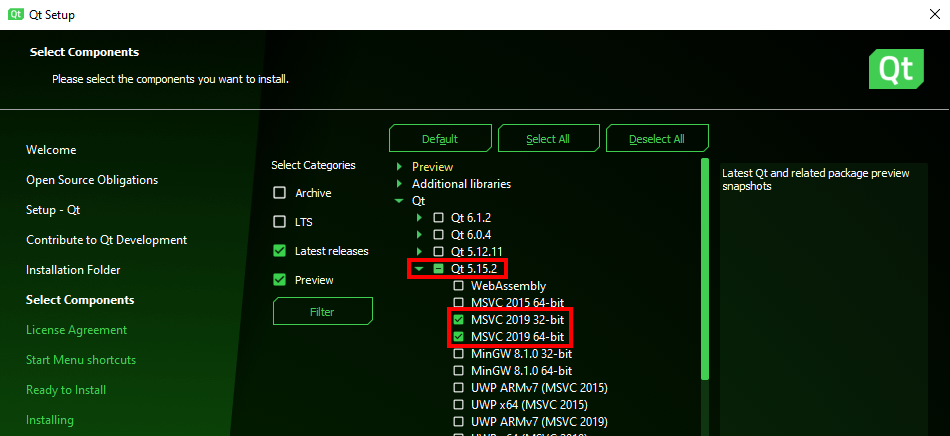 Qt Qt Setup
Select Components
Please select the components you want to install.
Qt
Welcome
Open Source Obligations
Setup - Qt
Contribute to Qt Development
Installation Folder
Select Components
License Agreement
Start Menu shortcuts
Ready to Install
Installing
Select Categories
Archive
LTS
Latest releases
Preview
Filter
Default
Select All
Deselect All
Preview
Additional libraries
Qt
Qt 6.1.2
Qt 6.0.4
Qt 5.12.11
Qt 5.15.2
WebAssembly
MSVC 2015 64-bit
MSVC 2019 32-bit
MSVC 2019 64-bit
MinGW 8.1.0 32-bit
MinGW 8.1.0 64-bit
UWP ARMv7 (MSVC 2015)
UWP x64 (MSVC 2015)
UWP ARMv7 (MSVC 2019)
Latest Qt and related package preview
snapshots